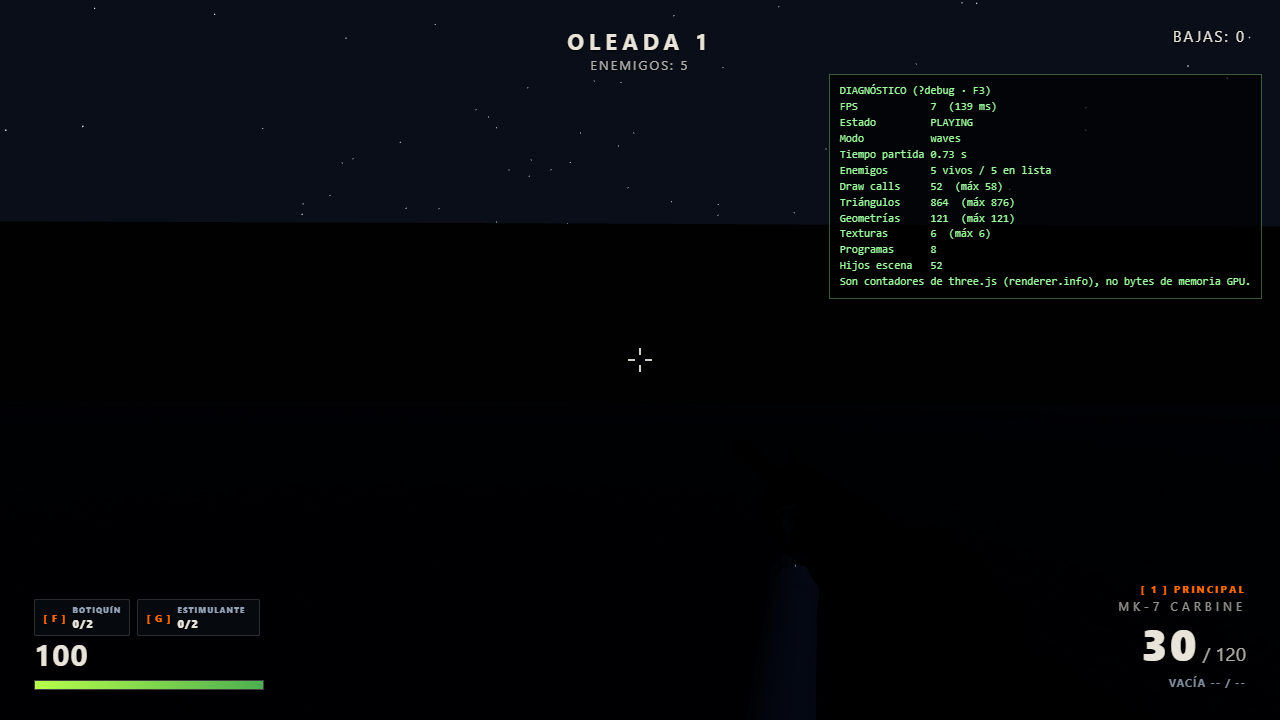 OLEADA 1
ENEMIGOS: 5
BAJAS: 0
DIAGNÓSTICO (?debug · F3)
FPS 7 (139 ms)
Estado PLAYING
Modo waves
Tiempo partida 0.73 s
Enemigos 5 vivos / 5 en lista
Draw calls 52 (máx 58)
Triángulos 864 (máx 876)
Geometrías 121 (máx 121)
Texturas 6 (máx 6)
Programas 8
Hijos escena 52
Son contadores de three.js (renderer.info), no bytes de memoria GPU.
[ F ] BOTIQUÍN 0/2
[ G ] ESTIMULANTE 0/2
100
[ 1 ] PRINCIPAL
MK-7 CARBINE
30 / 120
VACÍA -- / --